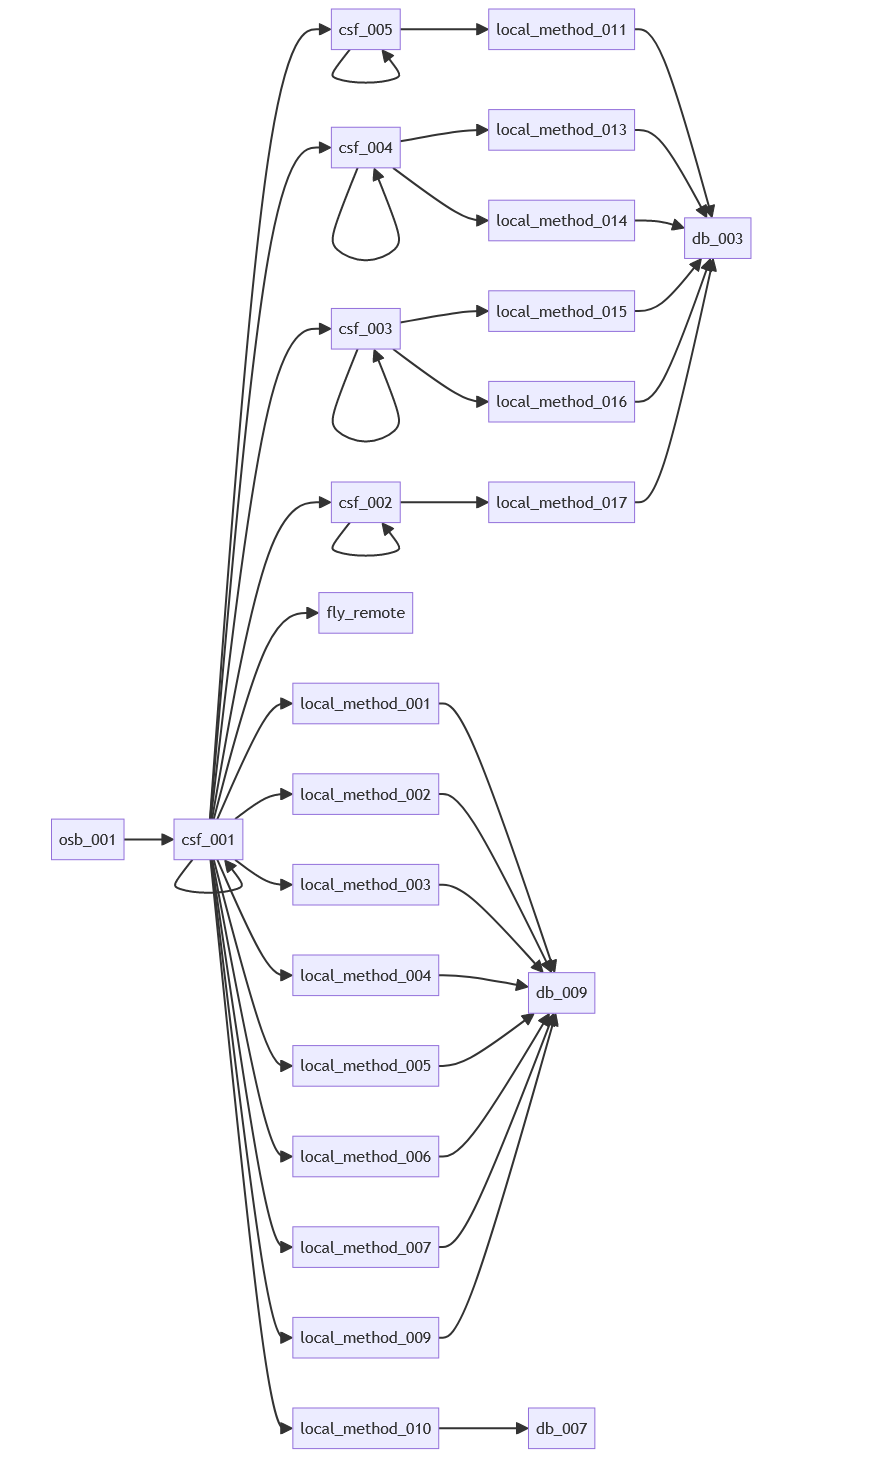 csf_005
local_method_011
csf_004
local_method_013
local_method_014
db_003
csf_003
local_method_015
local_method_016
csf_002
local_method_017
fly_remote
local_method_001
local_method_002
osb_001
csf_001
local_method_003
local_method_004
db_009
local_method_005
local_method_006
local_method_007
local_method_009
local_method_010
db_007